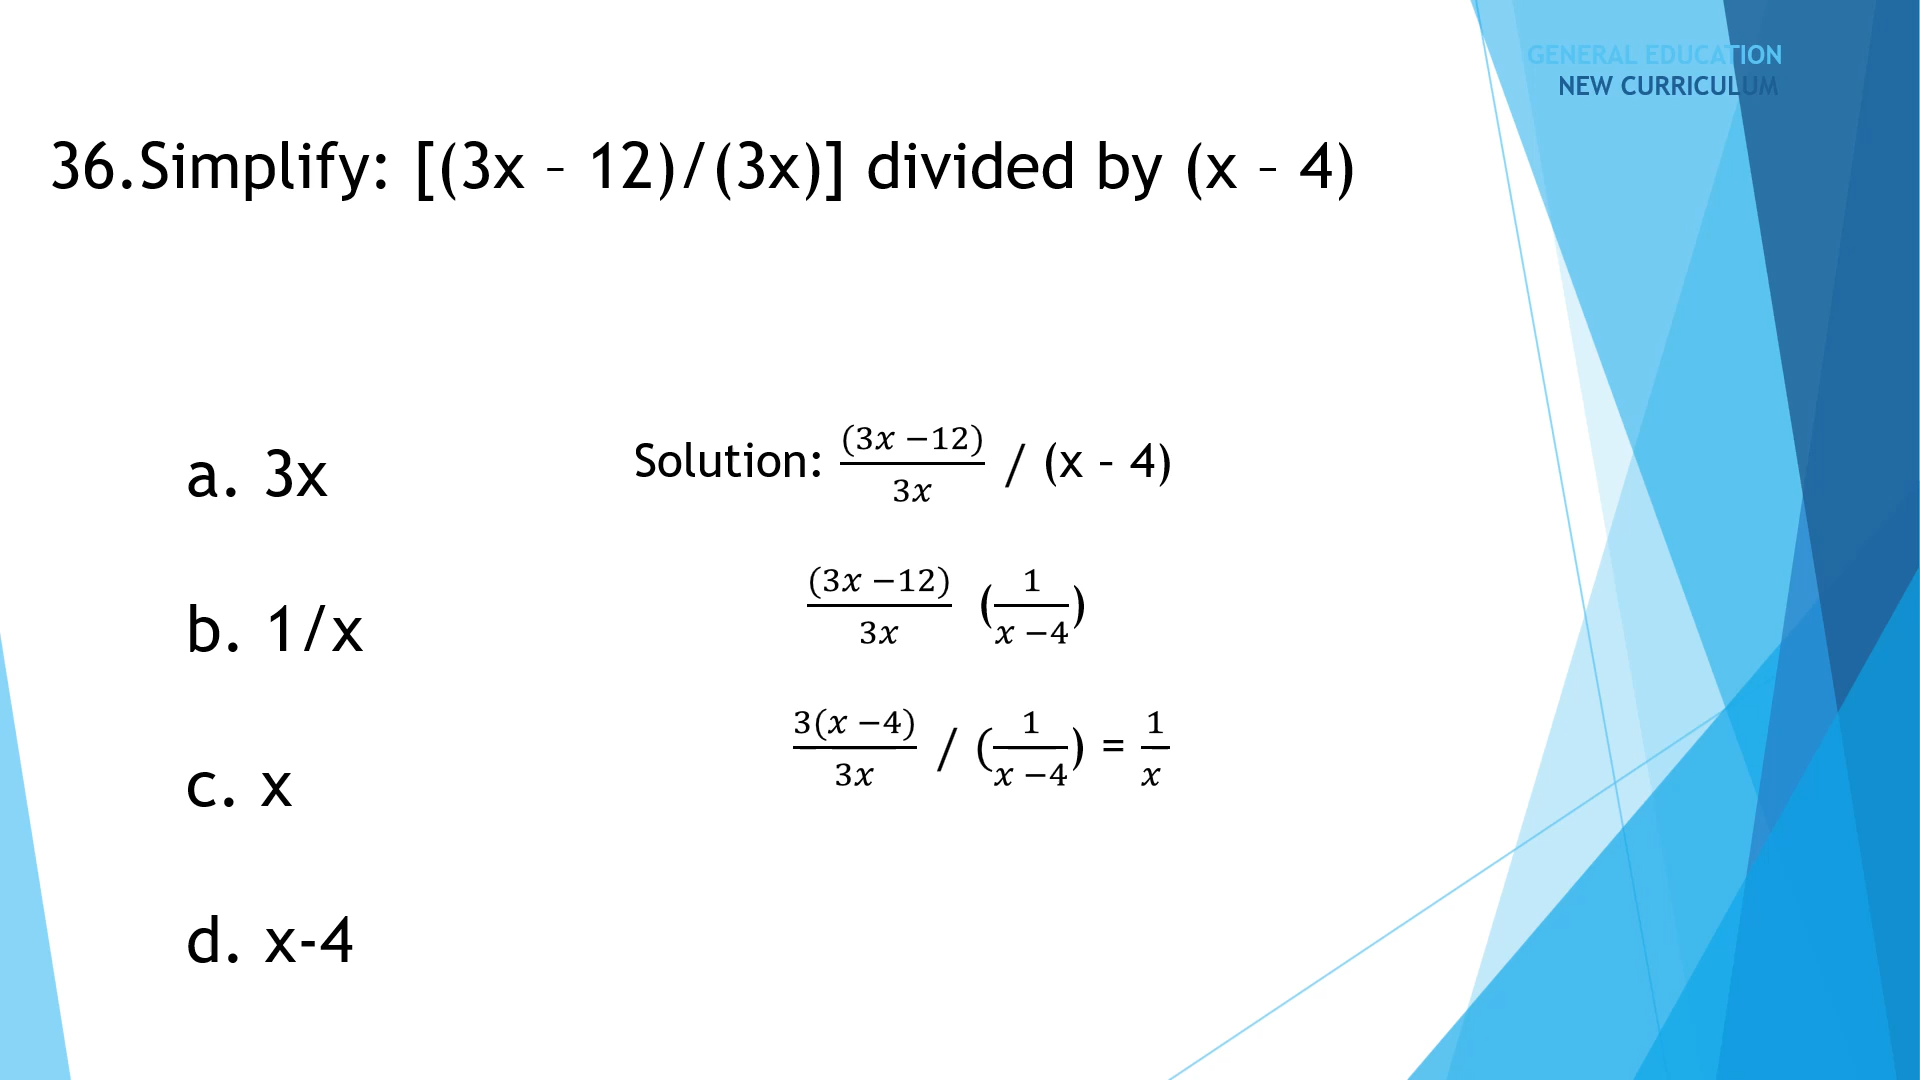 GENERAL EDUCATION
NEW CURRICULUM
36.Simplify: [(3x – 12)/(3x)] divided by (x – 4)
a. 3x
b. 1/x
c. x
d. x-4
Solution: (3x −12)/3x / (x – 4)
(3x −12)/3x (1/x −4)
3(x −4)/3x / (1/x −4) = 1/x